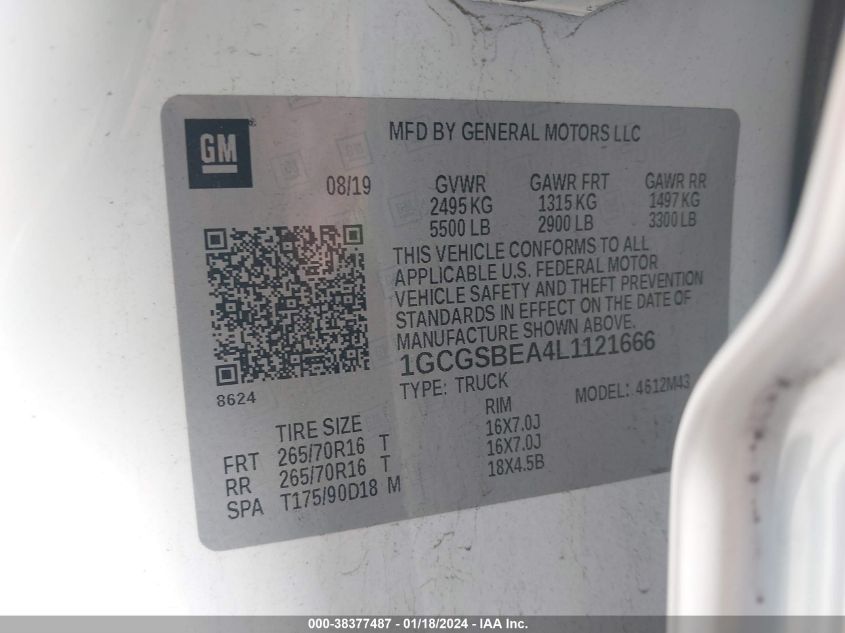 GM
MFD BY GENERAL MOTORS LLC
08/19
GVWR GAWR FRT GAWR RR
2495 KG 1315 KG 1497 KG
5500 LB 2900 LB 3300 LB
THIS VEHICLE CONFORMS TO ALL
APPLICABLE U.S. FEDERAL MOTOR
VEHICLE SAFETY AND THEFT PREVENTION
STANDARDS IN EFFECT ON THE DATE OF
MANUFACTURE SHOWN ABOVE.
1GCGSBEA4L1121666
8624
TYPE: TRUCK MODEL: 4612M43
TIRE SIZE RIM
FRT 265/70R16 T 16X7.0J
RR 265/70R16 T 16X7.0J
SPA T175/90D18 M 18X4.5B
000-38377487 - 01/18/2024 - IAA Inc.